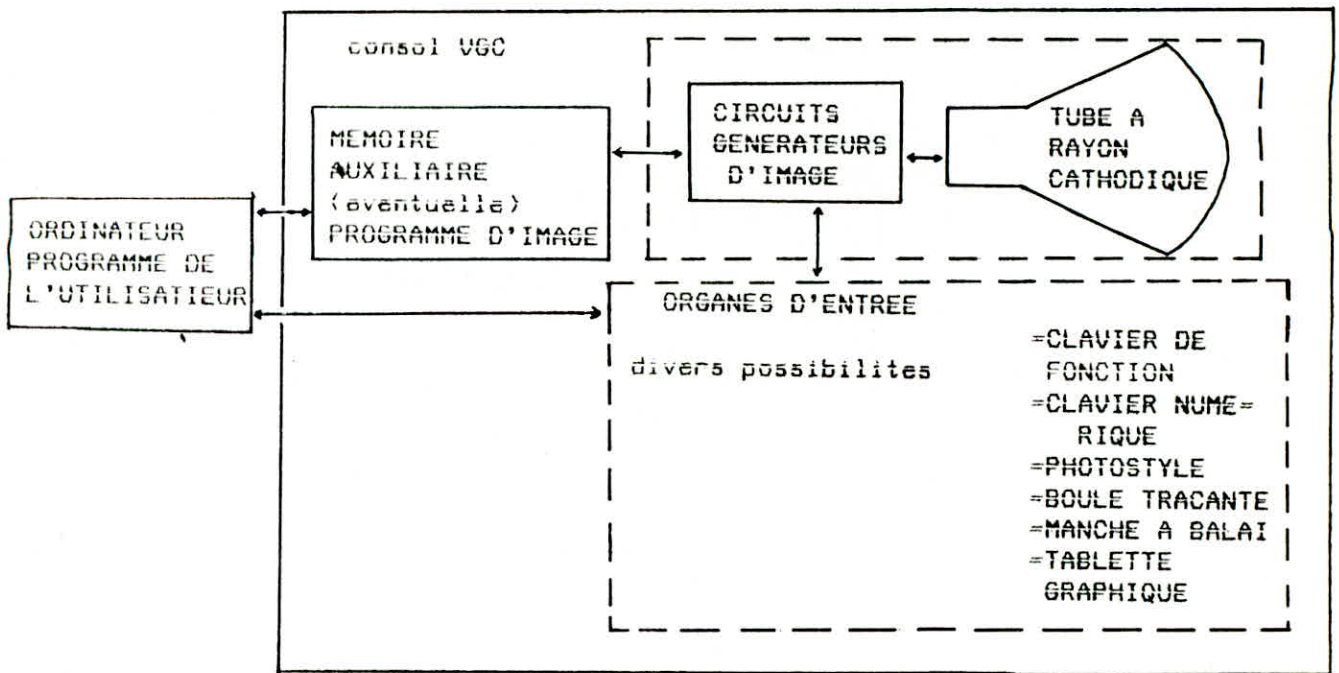 consol VGC
MEMOIRE
AUXILIAIRE
(eventuelle)
PROGRAMME D'IMAGE
CIRCUITS
GENERATEURS
D'IMAGE
TUBE A
RAYON
CATHODIQUE
ORDINATEUR
PROGRAMME DE
L'UTILISATIEUR
ORGANES D'ENTREE
divers possibilites
=CLAVIER DE
FONCTION
=CLAVIER NUME=
RIQUE
=PHOTOSTYLE
=BOULE TRACANTE
=MANCHE A BALAI
=TABLETTE
GRAPHIQUE